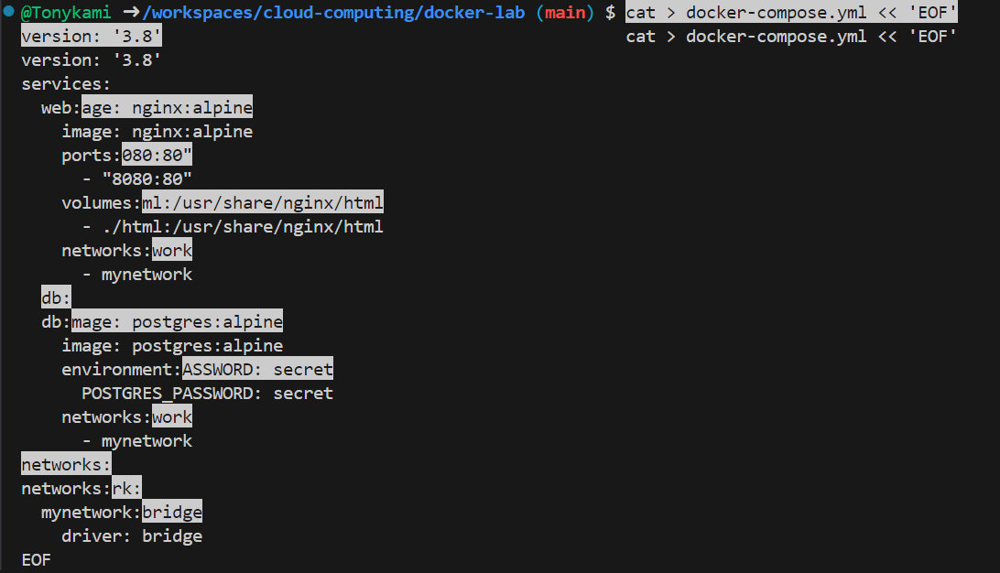 @Tonykami →/workspaces/cloud-computing/docker-lab (main) $ cat > docker-compose.yml << 'EOF'
version: '3.8'                                              cat > docker-compose.yml << 'EOF'
version: '3.8'
services:
  web:age: nginx:alpine
    image: nginx:alpine
    ports:080:80"
      - "8080:80"
    volumes:ml:/usr/share/nginx/html
      - ./html:/usr/share/nginx/html
    networks:work
      - mynetwork
  db:
  db:mage: postgres:alpine
    image: postgres:alpine
    environment:ASSWORD: secret
      POSTGRES_PASSWORD: secret
    networks:work
      - mynetwork
networks:
networks:rk:
  mynetwork:bridge
    driver: bridge
EOF